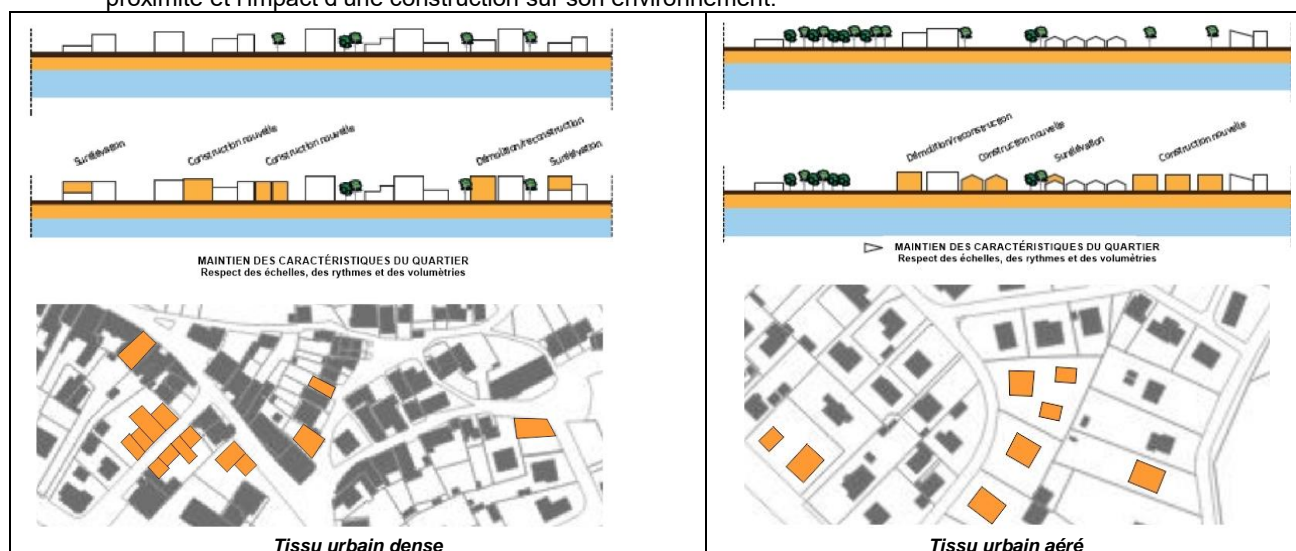 proximité et l'impact d'une construction sur son environnement.
Surélévation
Construction nouvelle
Construction nouvelle
Démolition/reconstruction
Surélévation
MAINTIEN DES CARACTÉRISTIQUES DU QUARTIER
Respect des échelles, des rythmes et des volumètries
Tissu urbain dense
Démolition/reconstruction
Construction nouvelle
Surélévation
Construction nouvelle
MAINTIEN DES CARACTÉRISTIQUES DU QUARTIER
Respect des échelles, des rythmes et des volumètries
Tissu urbain aéré